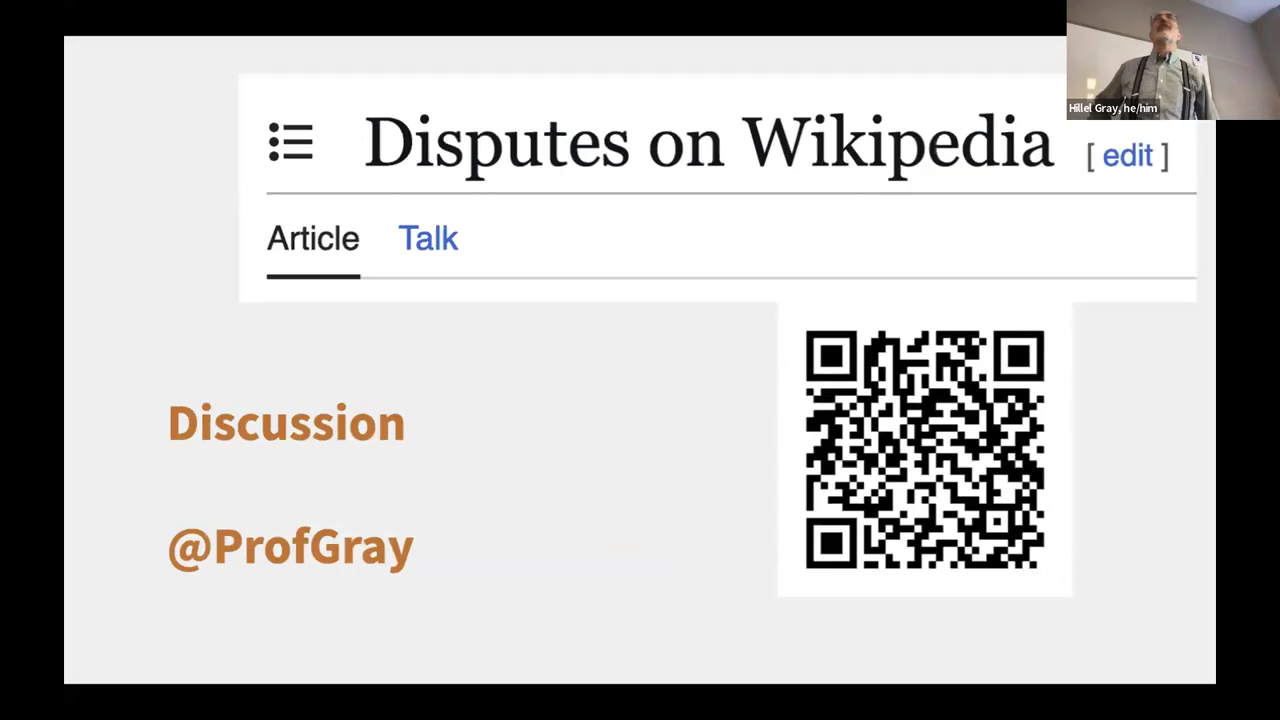 Disputes on Wikipedia [ edit ]
Hillel Gray, he/him
Article Talk
Discussion
@ProfGray